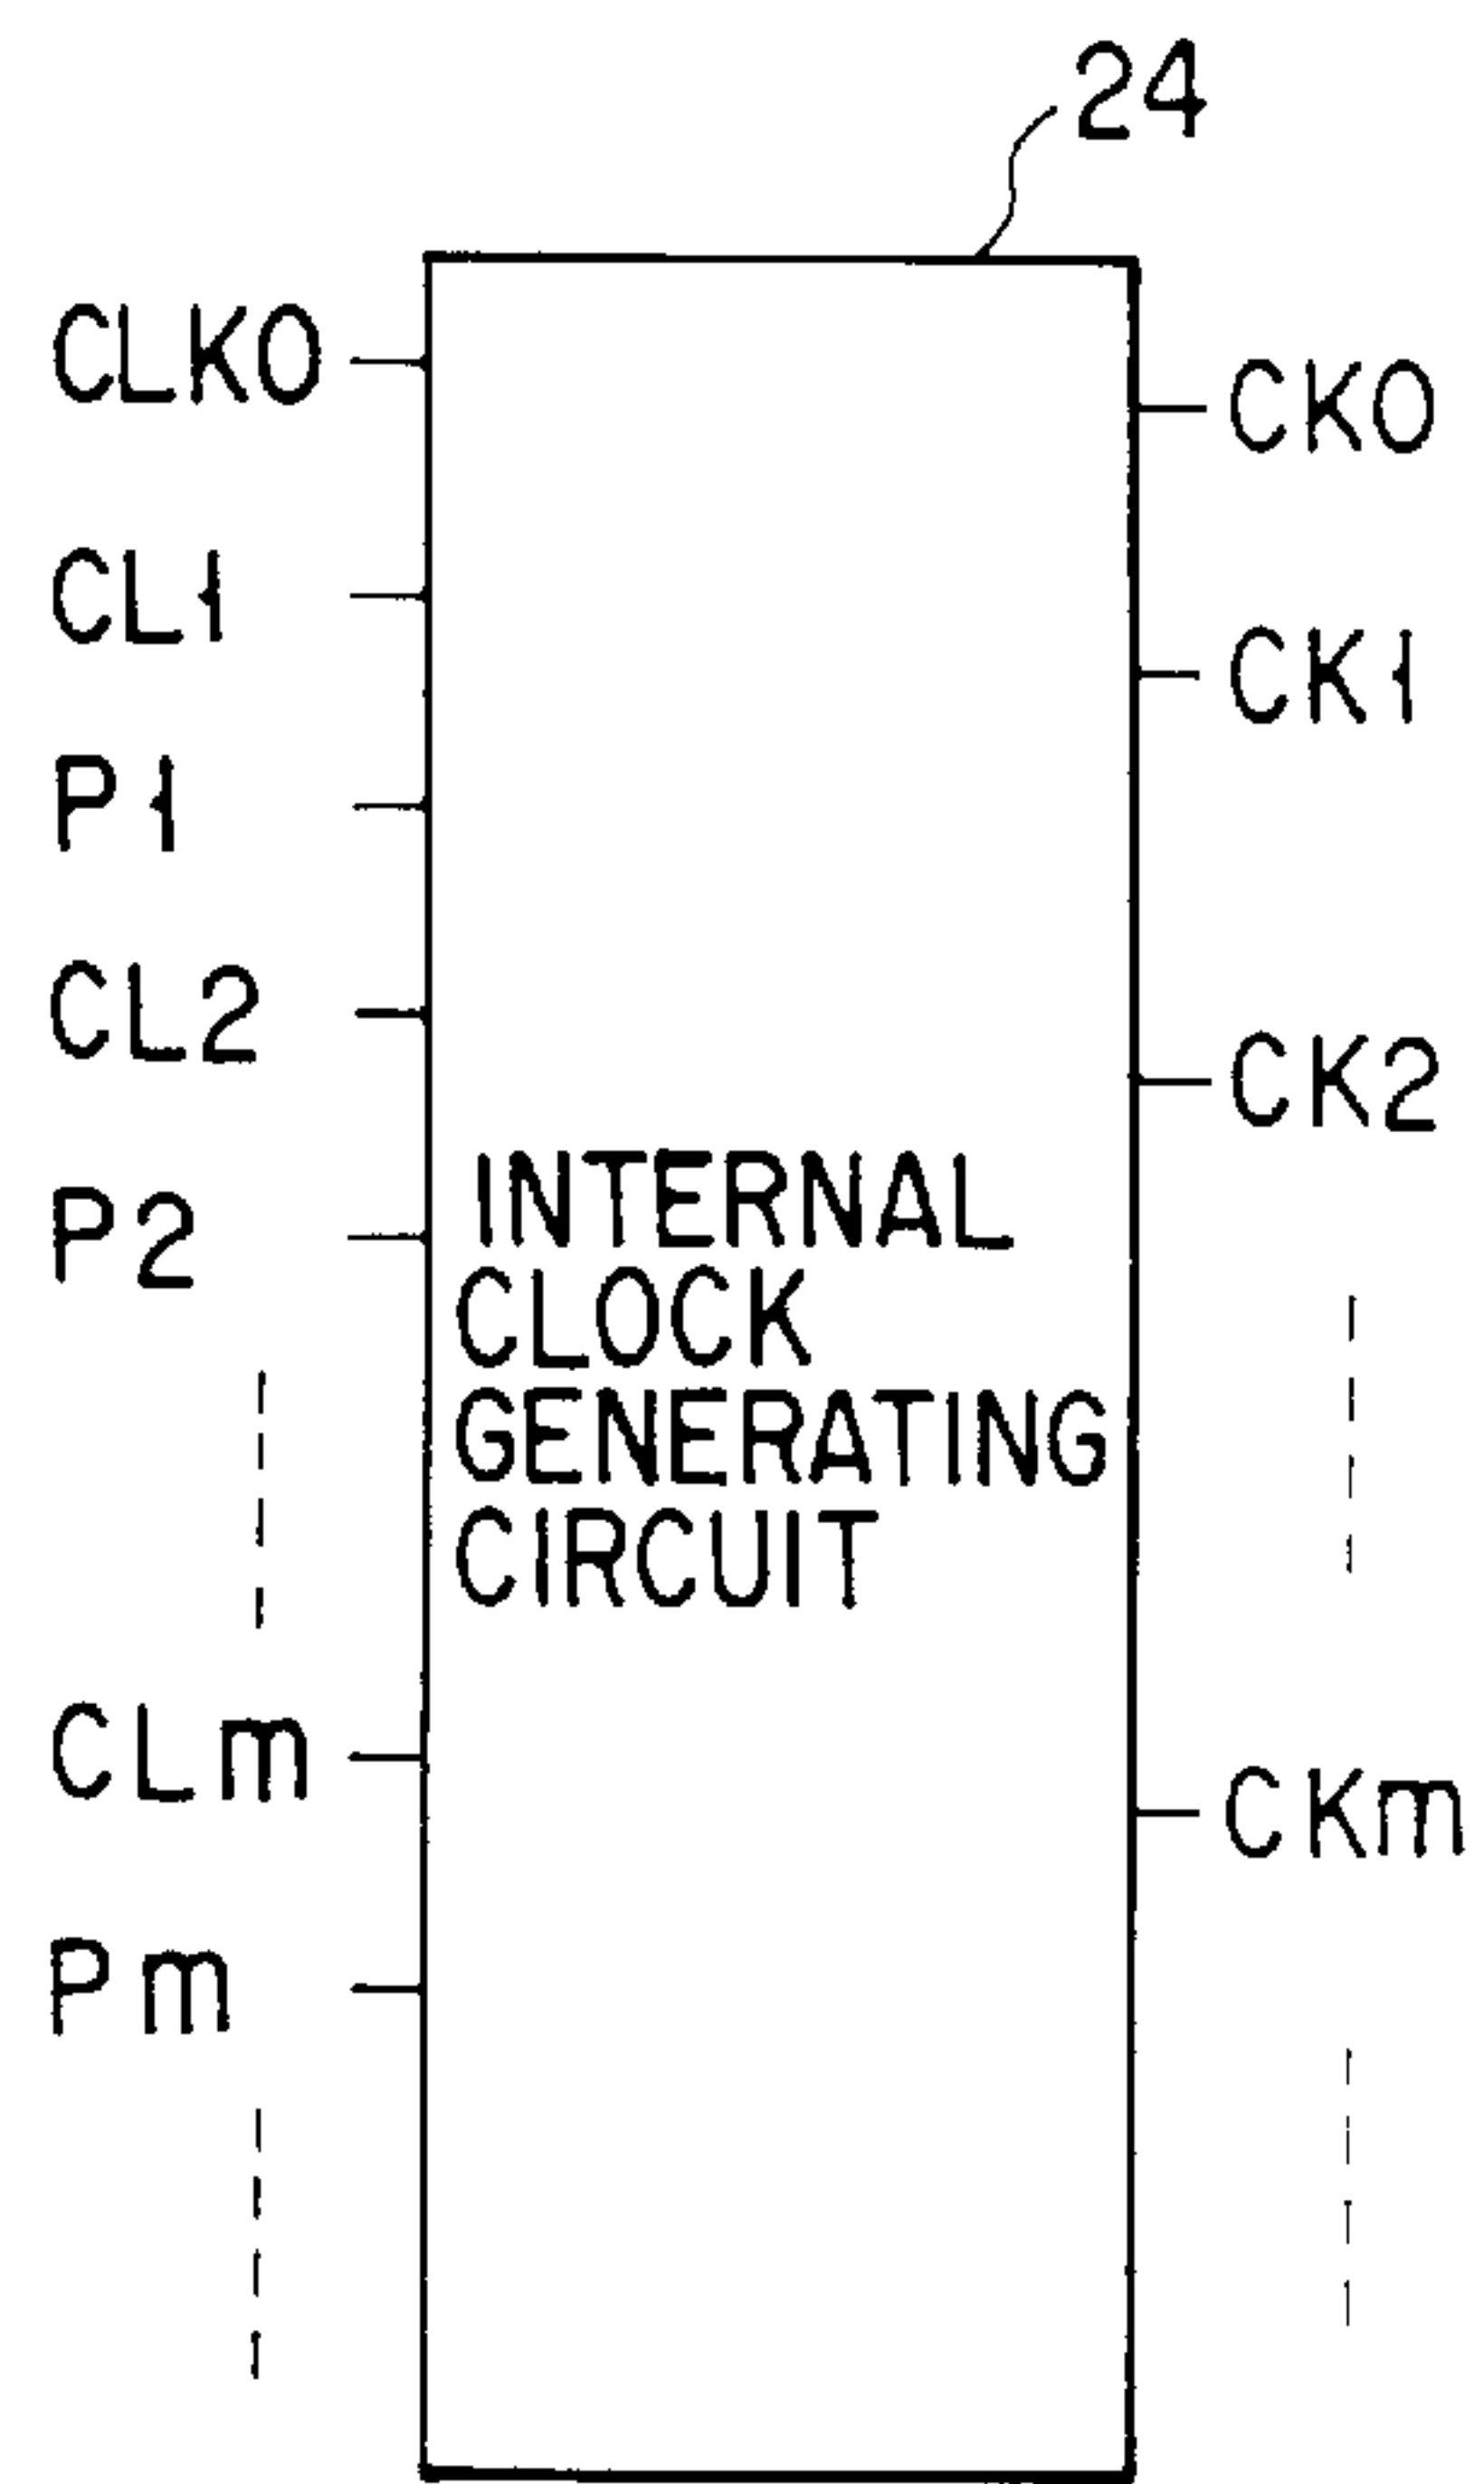 24
CLK0
CL1
P1
CL2
P2
CLm
Pm
INTERNAL
CLOCK
GENERATING
CIRCUIT
CK0
CK1
CK2
CKm